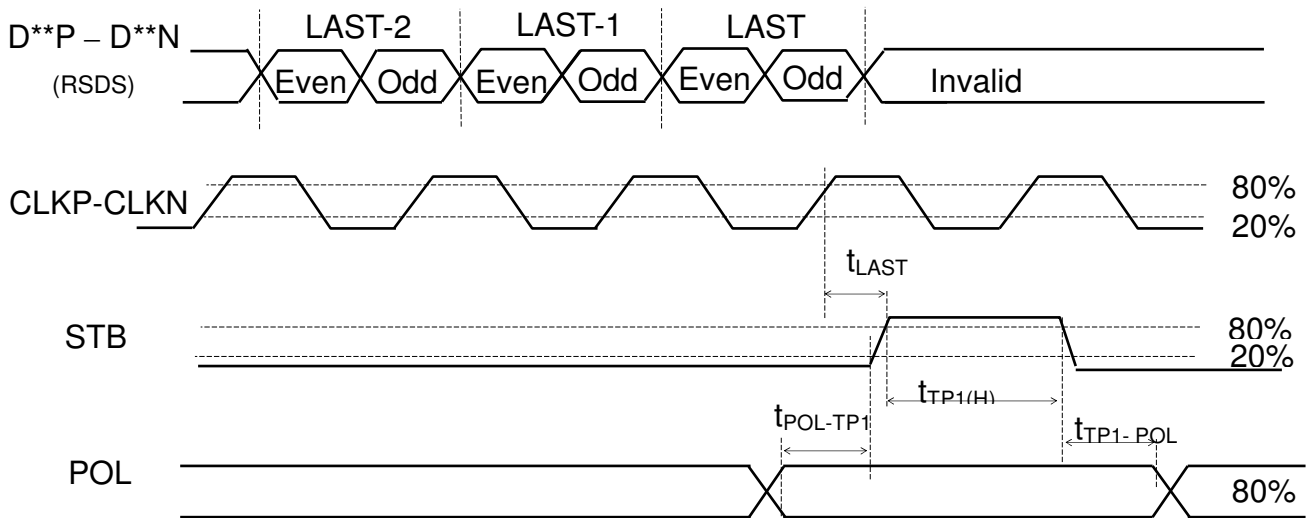 D**P – D**N
(RSDS)
LAST-2 LAST-1 LAST
Even Odd Even Odd Even Odd Invalid
CLKP-CLKN
80%
20%
tLAST
STB
80%
20%
tTP1(H)
tPOL-TP1
tTP1- POL
POL
80%